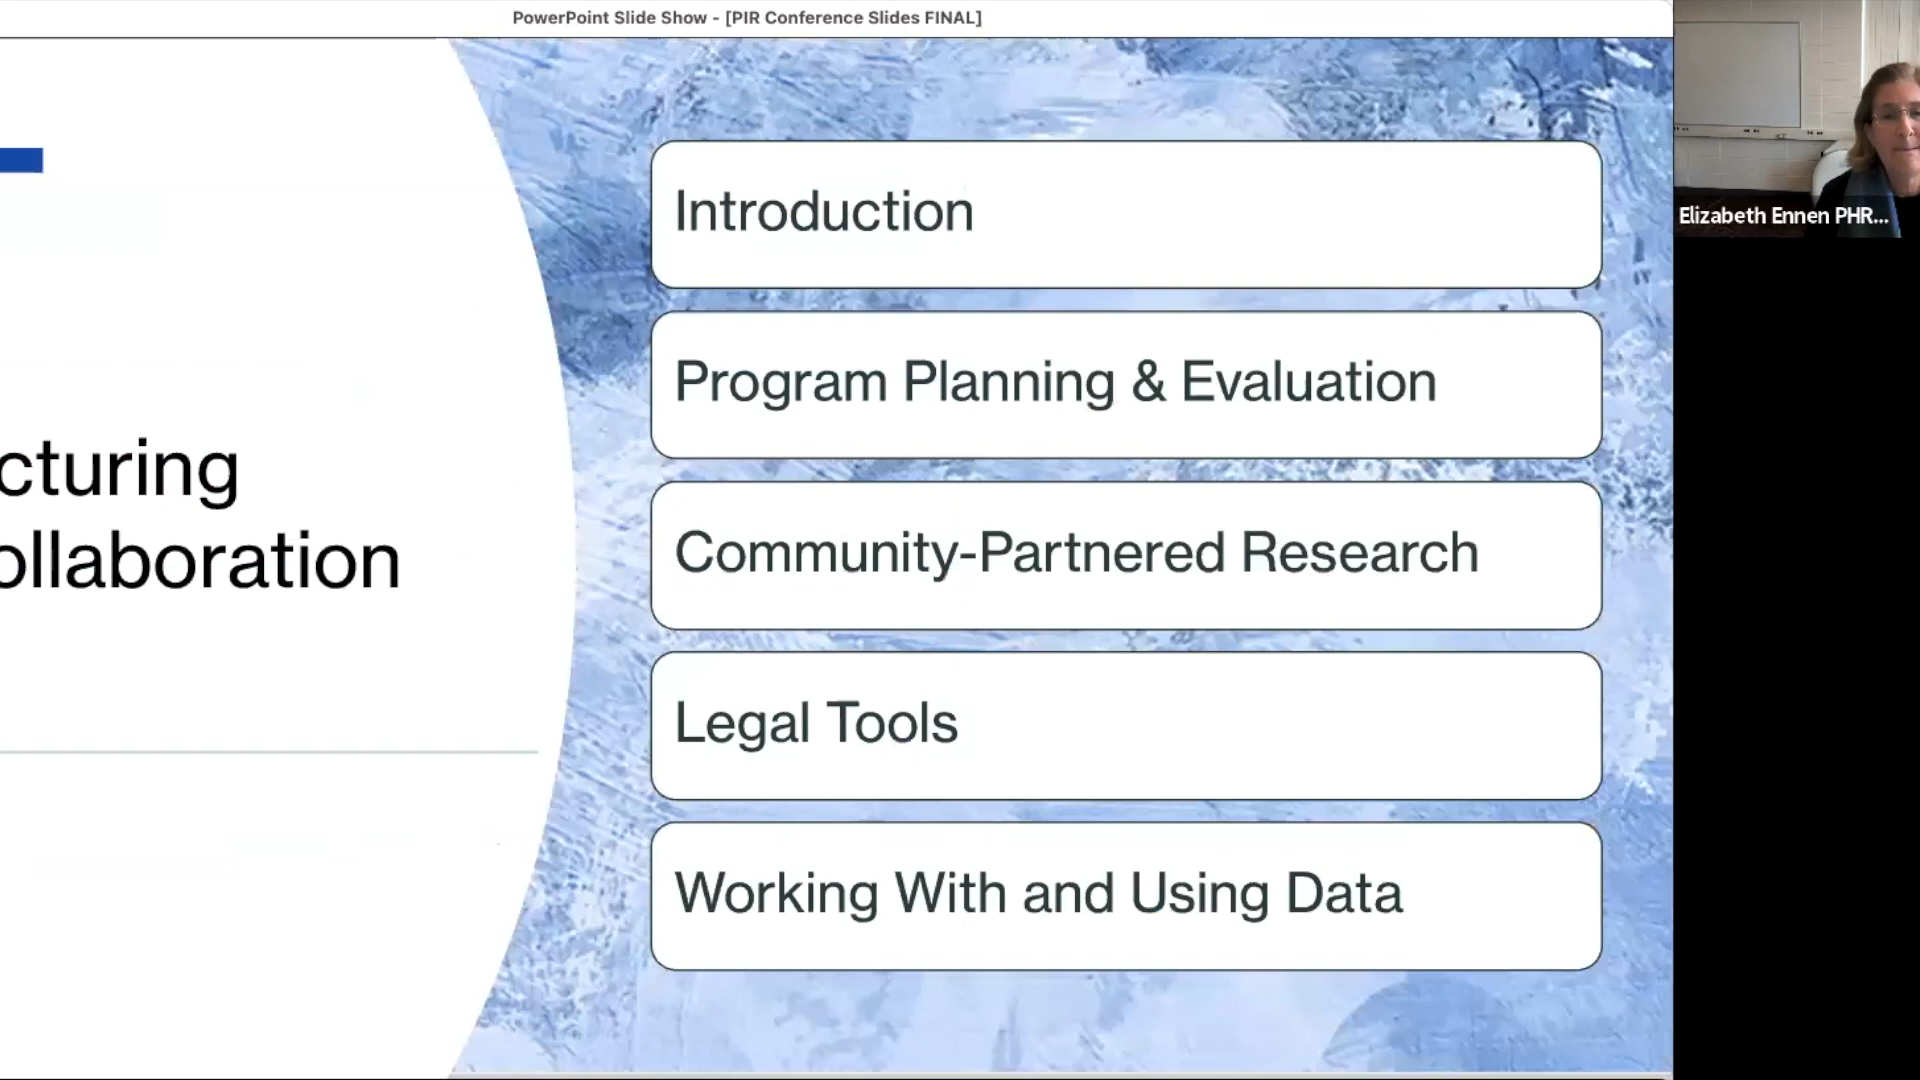 PowerPoint Slide Show - [PIR Conference Slides FINAL]
cturing
ollaboration
Introduction
Program Planning & Evaluation
Community-Partnered Research
Legal Tools
Working With and Using Data
Elizabeth Ennen PHR...